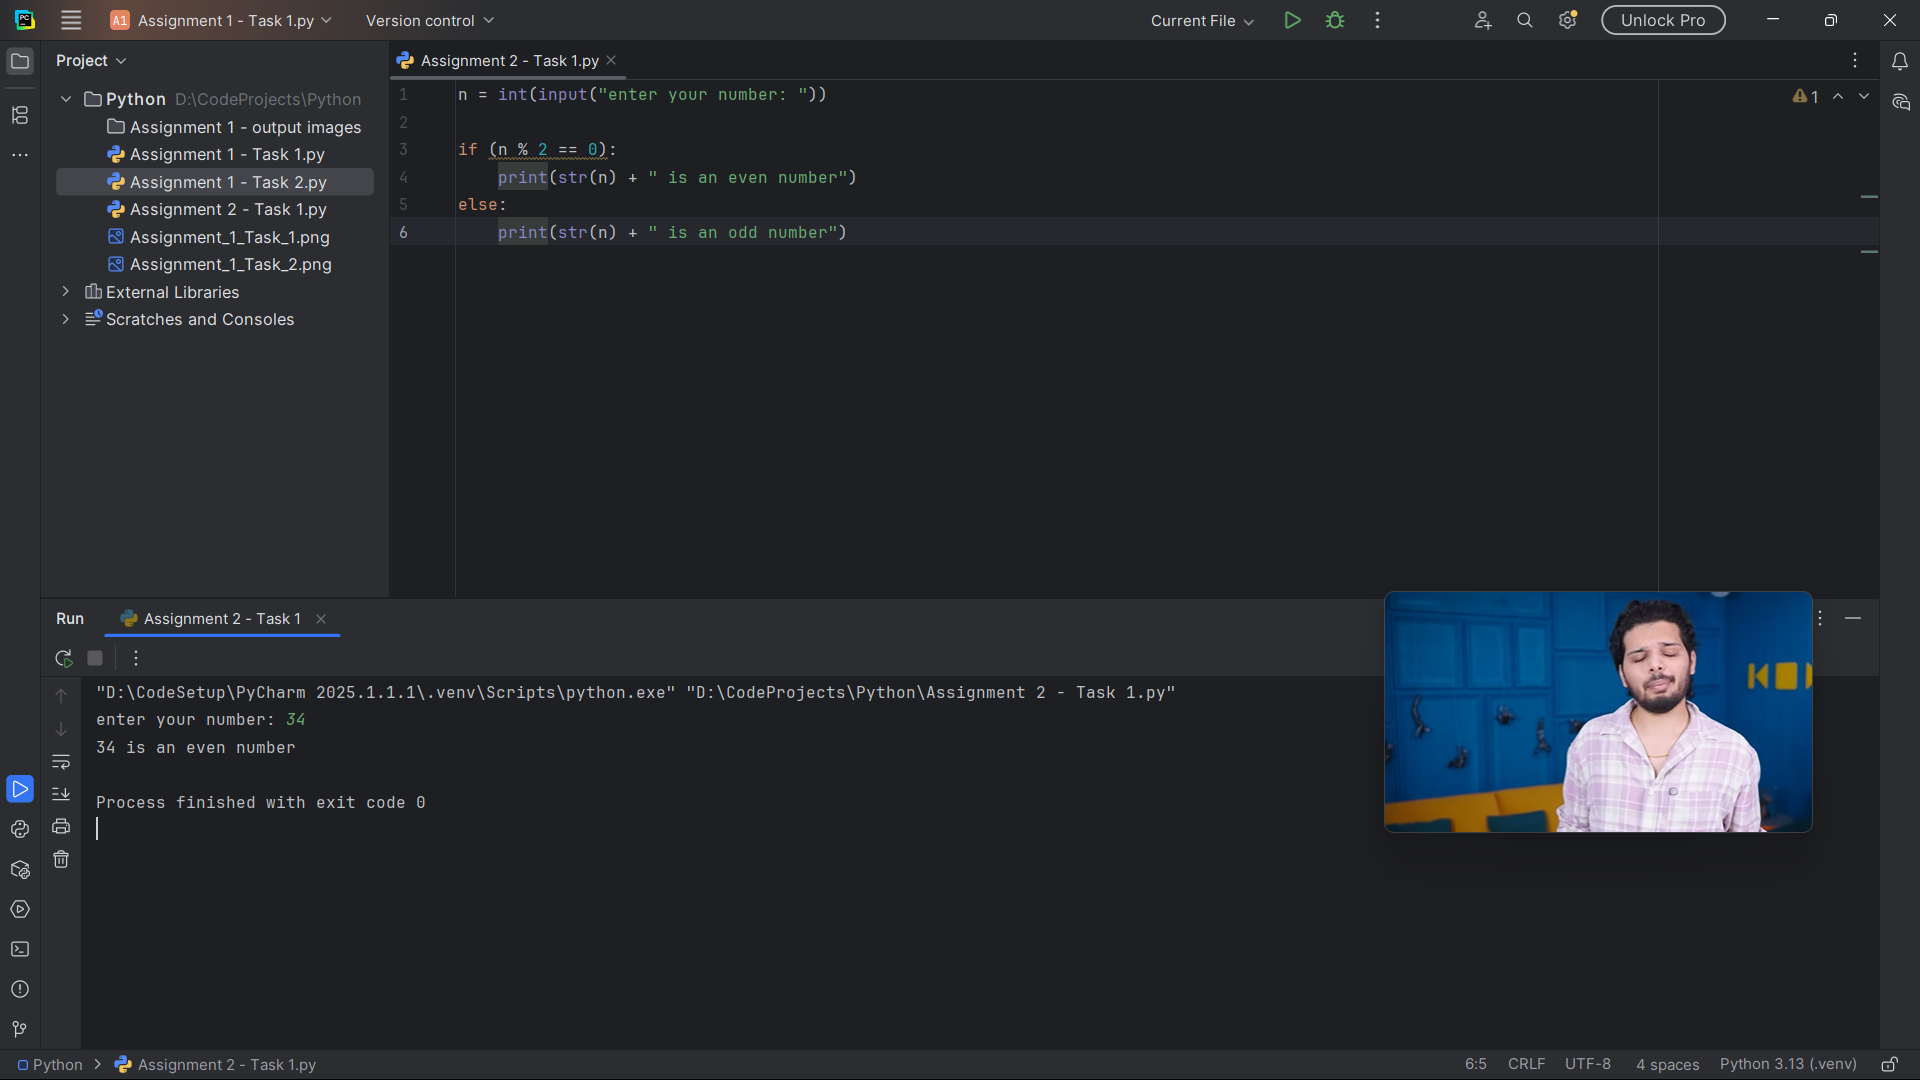 PC A1 Assignment 1 - Task 1.py Version control Current File Unlock Pro
Project
Python D:\CodeProjects\Python
Assignment 1 - output images
Assignment 1 - Task 1.py
Assignment 1 - Task 2.py
Assignment 2 - Task 1.py
Assignment_1_Task_1.png
Assignment_1_Task_2.png
External Libraries
Scratches and Consoles
Assignment 2 - Task 1.py
1 n = int(input("enter your number: "))
2
3 if (n % 2 == 0):
4     print(str(n) + " is an even number")
5 else:
6     print(str(n) + " is an odd number")
1
Run Assignment 2 - Task 1
"D:\CodeSetup\PyCharm 2025.1.1.1\.venv\Scripts\python.exe" "D:\CodeProjects\Python\Assignment 2 - Task 1.py"
enter your number: 34
34 is an even number
Process finished with exit code 0
Python Assignment 2 - Task 1.py 6:5 CRLF UTF-8 4 spaces Python 3.13 (.venv)